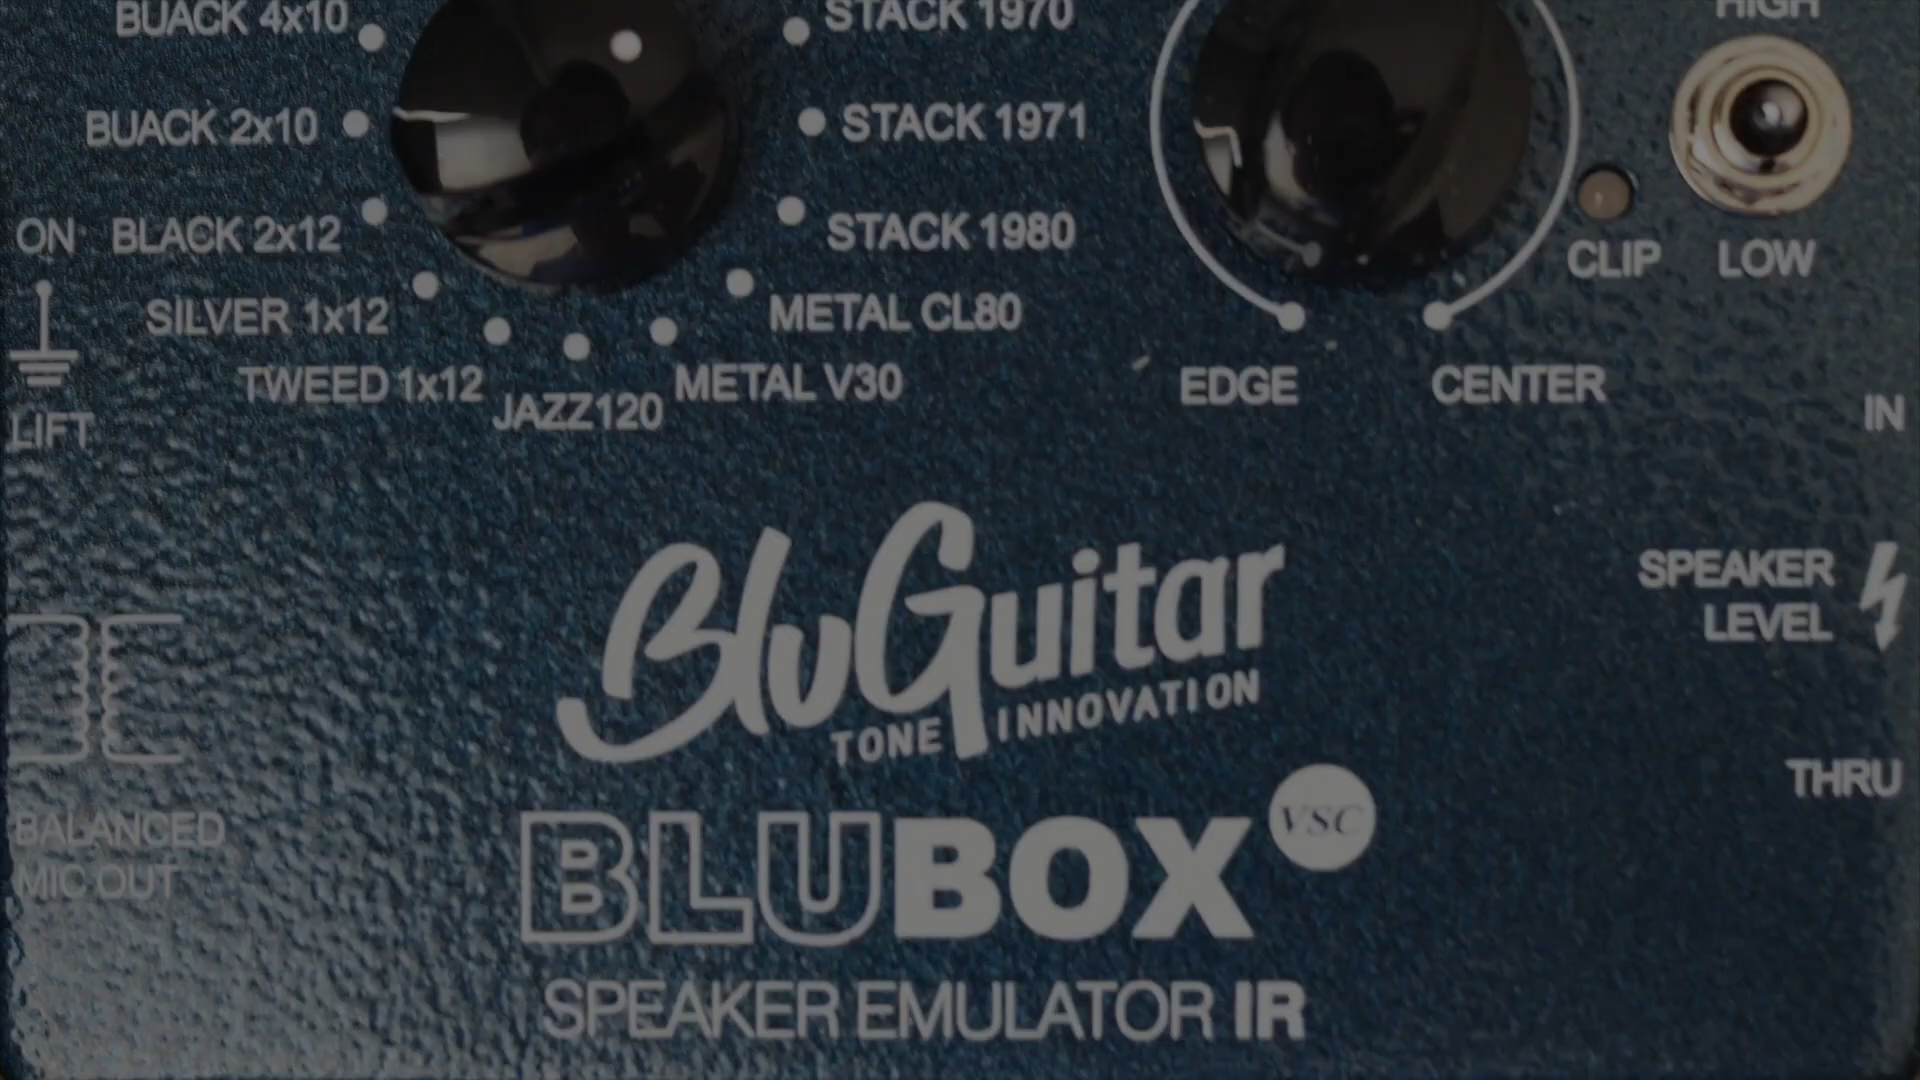 BUACK 4x10
STACK 1970
HIGH
BUACK 2x10
STACK 1971
ON
BLACK 2x12
STACK 1980
CLIP
LOW
SILVER 1x12
METAL CL80
TWEED 1x12
JAZZ120
METAL V30
EDGE
CENTER
IN
LIFT
BluGuitar
TONE INNOVATION
SPEAKER
LEVEL
THRU
BALANCED
MIC OUT
BLUBOX
VSC
SPEAKER EMULATOR IR